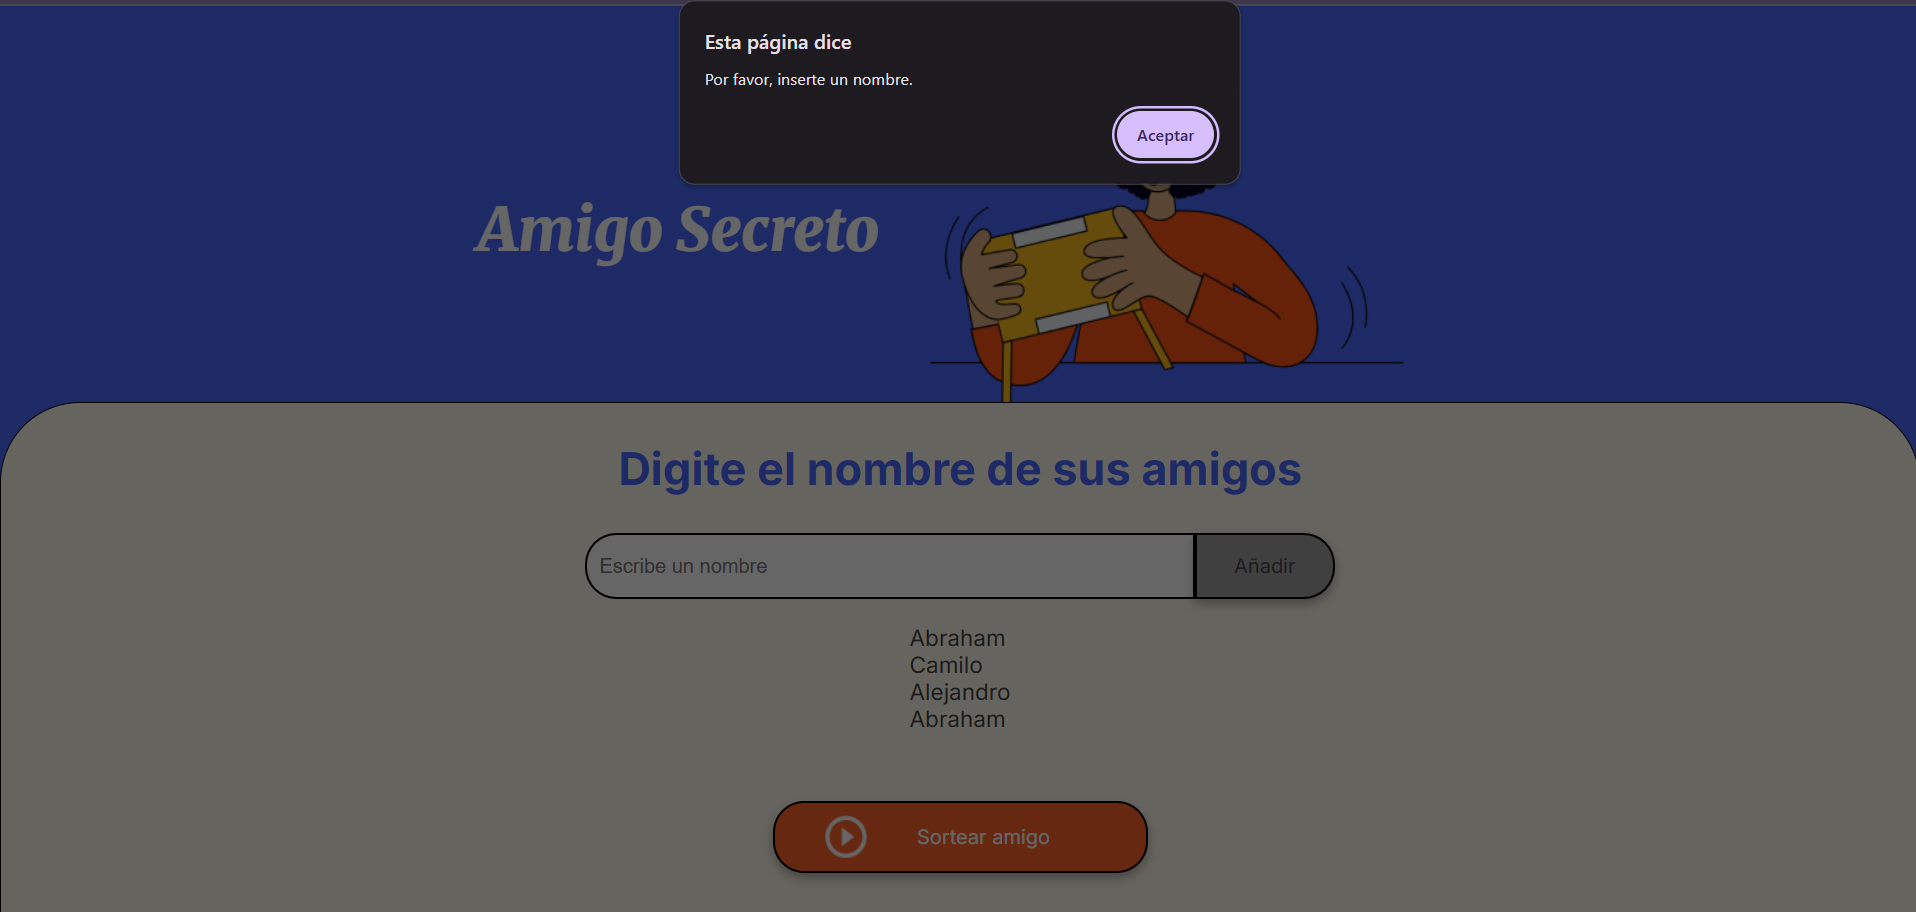 Esta página dice
Por favor, inserte un nombre.
Aceptar
Amigo Secreto
Digite el nombre de sus amigos
Escribe un nombre
Añadir
Abraham
Camilo
Alejandro
Abraham
Sortear amigo